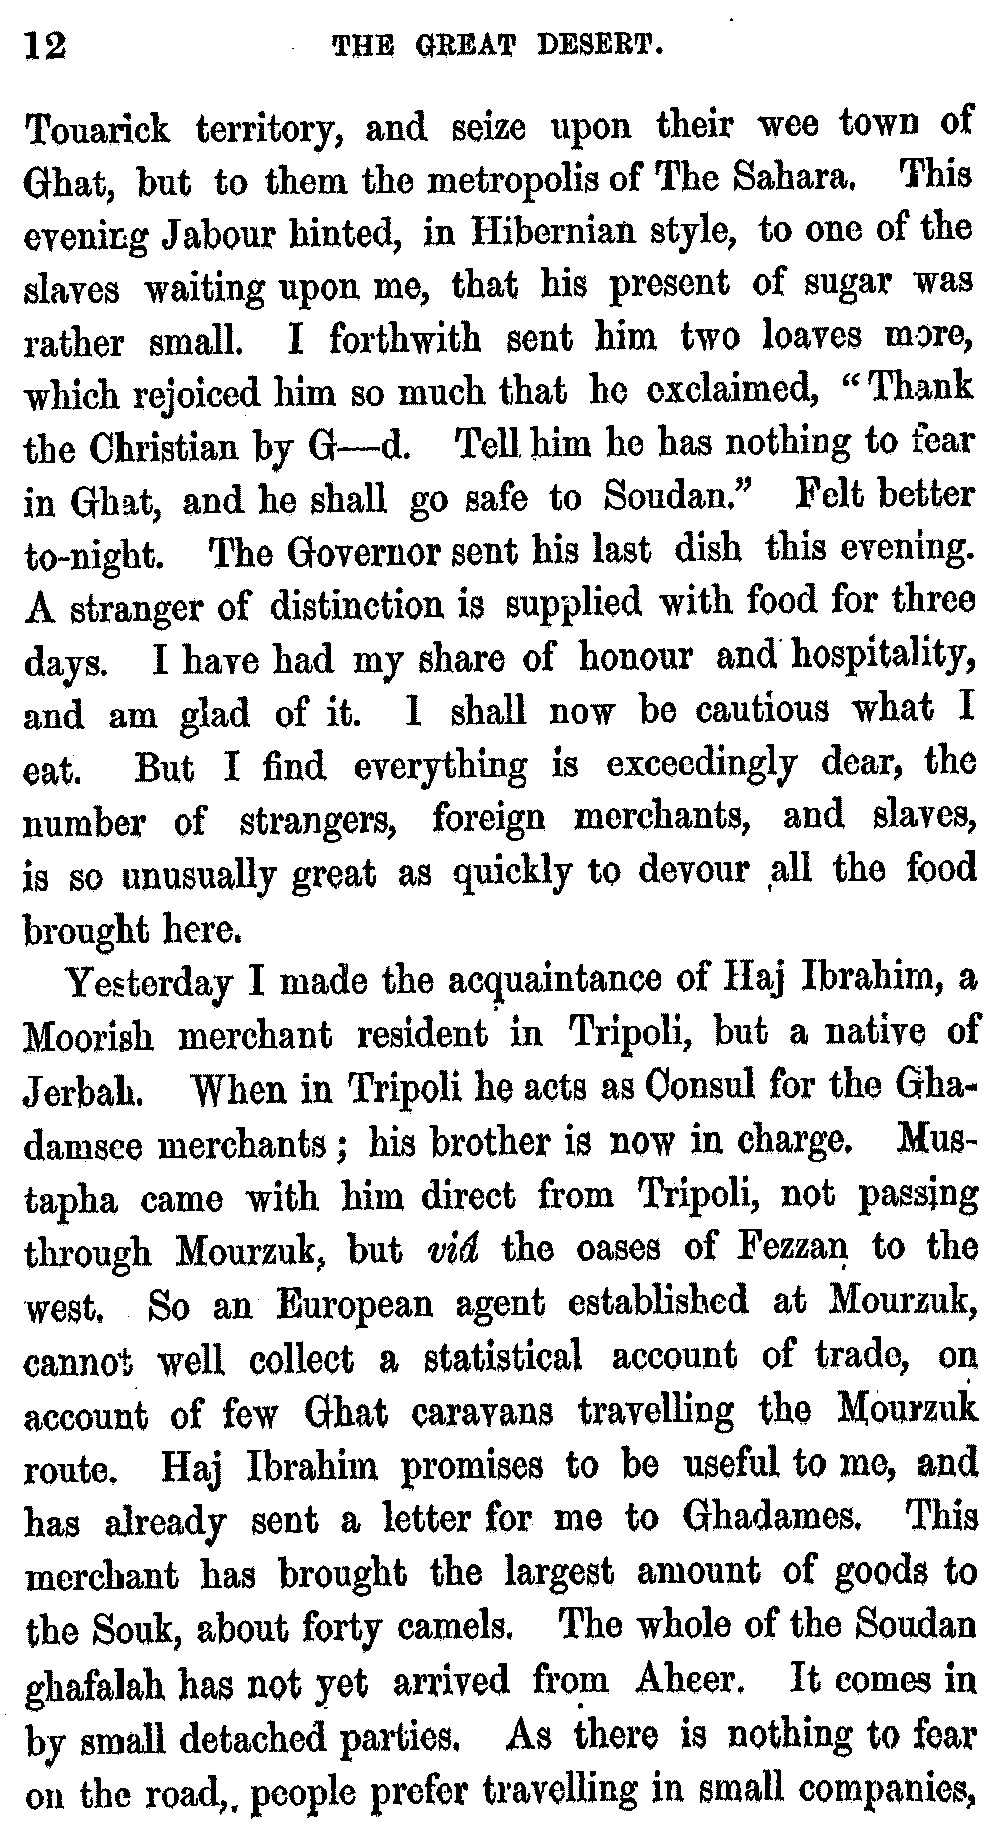 12 THE GREAT DESERT.
Touarick territory, and seize upon their wee town of
Ghat, but to them the metropolis of The Sahara. This
evening Jabour hinted, in Hibernian style, to one of the
slaves waiting upon me, that his present of sugar was
rather small. I forthwith sent him two loaves more,
which rejoiced him so much that he exclaimed, “Thank
the Christian by G—d. Tell him he has nothing to fear
in Ghat, and he shall go safe to Soudan.” Felt better
to-night. The Governor sent his last dish this evening.
A stranger of distinction is supplied with food for three
days. I have had my share of honour and hospitality,
and am glad of it. I shall now be cautious what I
eat. But I find everything is exceedingly dear, the
number of strangers, foreign merchants, and slaves,
is so unusually great as quickly to devour all the food
brought here.
Yesterday I made the acquaintance of Haj Ibrahim, a
Moorish merchant resident in Tripoli, but a native of
Jerbah. When in Tripoli he acts as Consul for the Gha-
damsee merchants; his brother is now in charge. Mus-
tapha came with him direct from Tripoli, not passing
through Mourzuk, but viâ the oases of Fezzan to the
west. So an European agent established at Mourzuk,
cannot well collect a statistical account of trade, on
account of few Ghat caravans travelling the Mourzuk
route. Haj Ibrahim promises to be useful to me, and
has already sent a letter for me to Ghadames. This
merchant has brought the largest amount of goods to
the Souk, about forty camels. The whole of the Soudan
ghafalah has not yet arrived from Aheer. It comes in
by small detached parties. As there is nothing to fear
on the road, people prefer travelling in small companies,